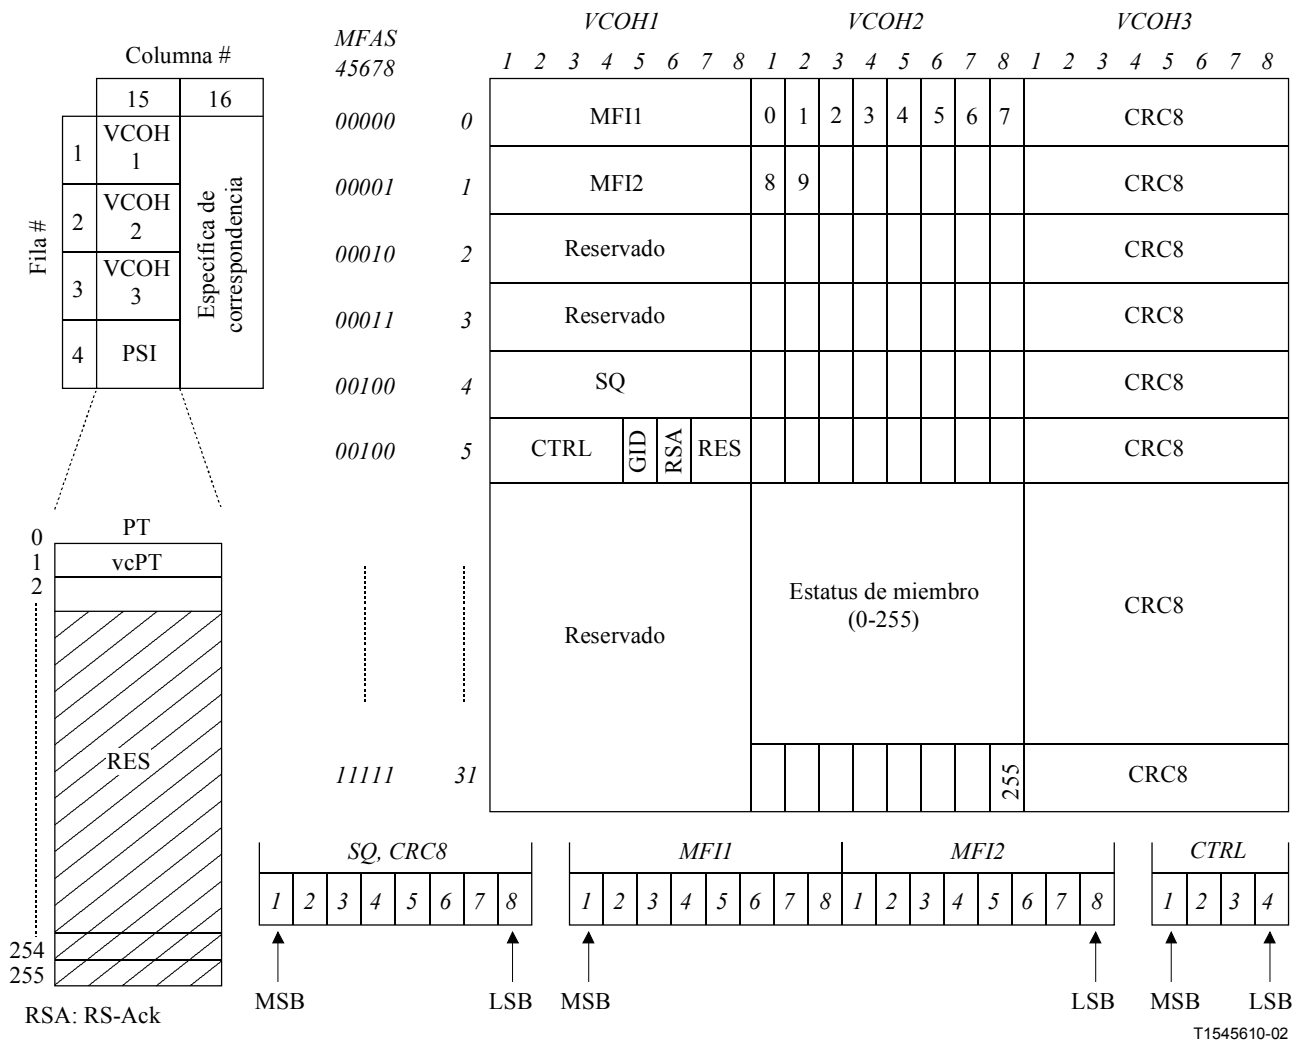 VCOH1 VCOH2 VCOH3
MFAS
45678
1 2 3 4 5 6 7 8 1 2 3 4 5 6 7 8 1 2 3 4 5 6 7 8
Columna #
15 16
Fila #
1 VCOH 1
2 VCOH 2
3 VCOH 3
4 PSI
Específica de correspondencia
00000 0 MFI1 0 1 2 3 4 5 6 7 CRC8
00001 1 MFI2 8 9 CRC8
00010 2 Reservado CRC8
00011 3 Reservado CRC8
00100 4 SQ CRC8
00100 5 CTRL GID RSA RES CRC8
Reservado
Estatus de miembro
(0-255)
CRC8
11111 31 255 CRC8
PT
0
1 vcPT
2
RES
254
255
RSA: RS-Ack
SQ, CRC8 MFI1 MFI2 CTRL
1 2 3 4 5 6 7 8 1 2 3 4 5 6 7 8 1 2 3 4 5 6 7 8 1 2 3 4
MSB LSB MSB LSB MSB LSB
T1545610-02